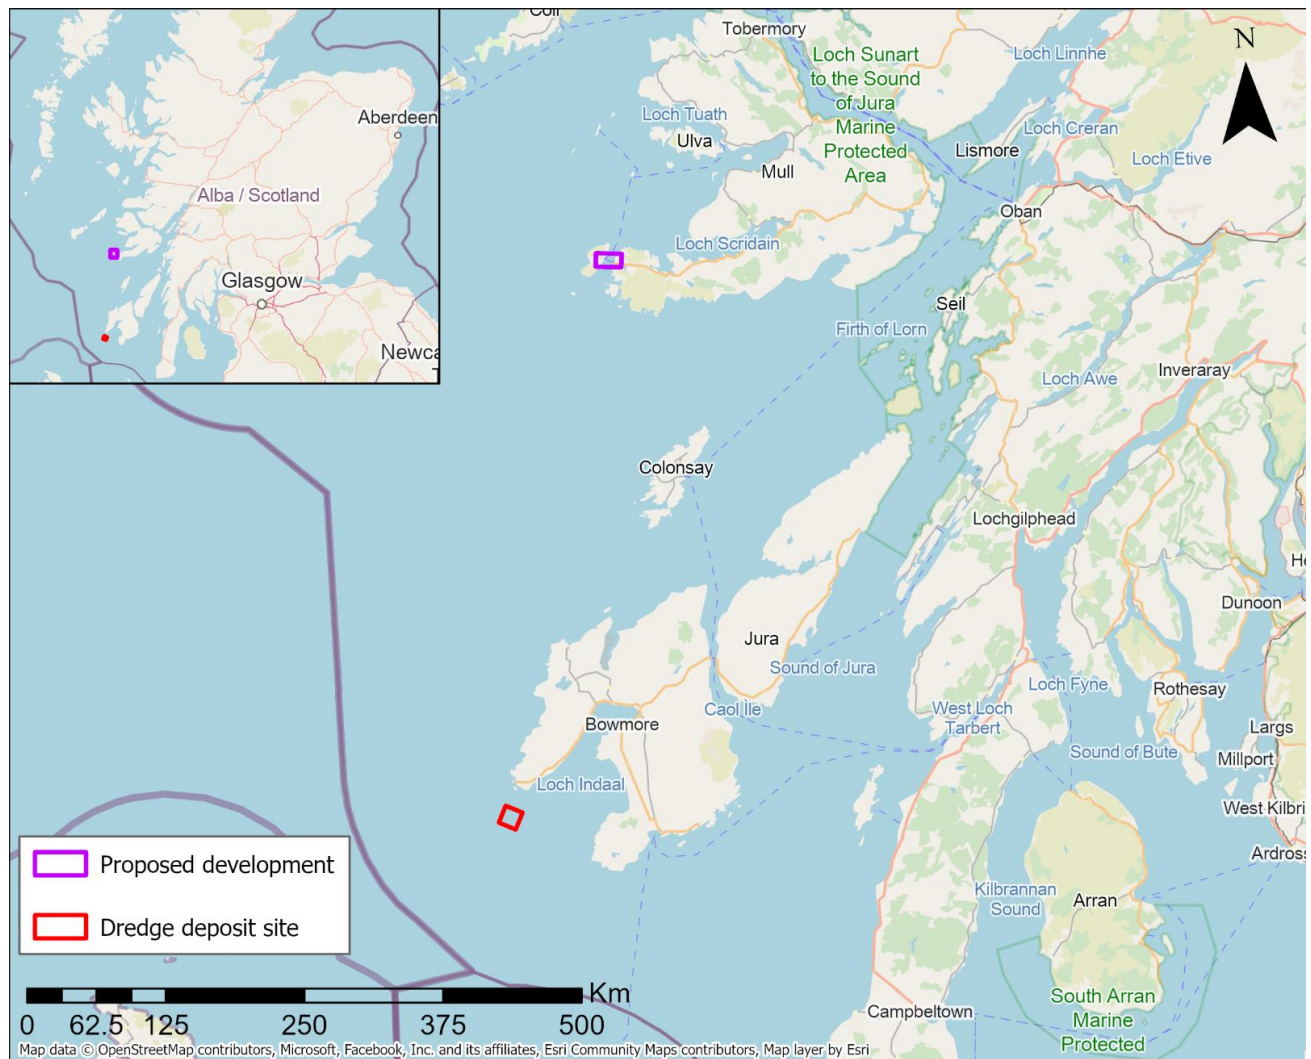 Coll
Tobermory
Loch Sunart
to the Sound
of Jura
Marine
Protected
Area
Loch Linnhe
N
Aberdeen
Loch Tuath
Ulva
Loch Creran
Lismore
Loch Etive
Mull
Alba / Scotland
Oban
Loch Scridain
Glasgow
Seil
Firth of Lorn
Newca
Loch Awe
Inveraray
Colonsay
Lochgilphead
Dunoon
Jura
Sound of Jura
Loch Fyne
Rothesay
Caol Ile
West Loch
Tarbert
Bowmore
Largs
Sound of Bute
Millport
Loch Indaal
West Kilbri
Ardross
Proposed development
Kilbrannan
Sound
Arran
Dredge deposit site
Km
0 62.5 125 250 375 500
Campbeltown
South Arran
Marine
Protected
Map data © OpenStreetMap contributors, Microsoft, Facebook, Inc. and its affiliates, Esri Community Maps contributors, Map layer by Esri